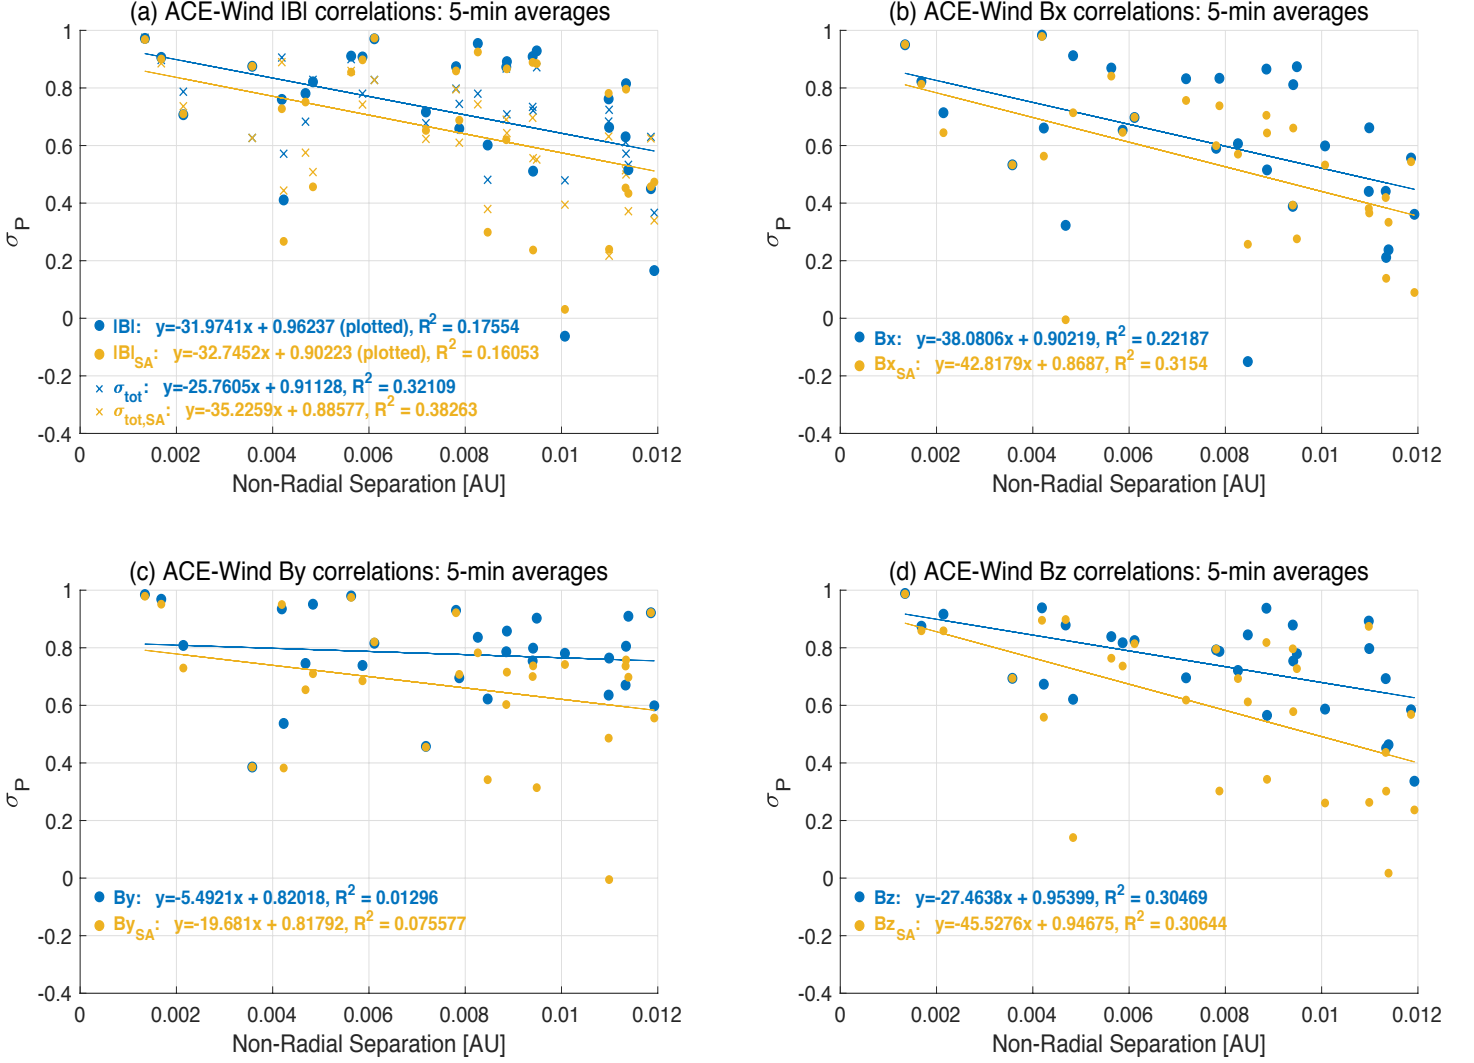 (a) ACE-Wind |B| correlations: 5-min averages
1
0.8
0.6
0.4
0.2
0
-0.2
-0.4
σP
|B|: y=-31.9741x + 0.96237 (plotted), R2 = 0.17554
|B|SA: y=-32.7452x + 0.90223 (plotted), R2 = 0.16053
σtot: y=-25.7605x + 0.91128, R2 = 0.32109
σtot,SA: y=-35.2259x + 0.88577, R2 = 0.38263
0 0.002 0.004 0.006 0.008 0.01 0.012
Non-Radial Separation [AU]
(b) ACE-Wind Bx correlations: 5-min averages
1
0.8
0.6
0.4
0.2
0
-0.2
-0.4
σP
Bx: y=-38.0806x + 0.90219, R2 = 0.22187
BxSA: y=-42.8179x + 0.8687, R2 = 0.3154
0 0.002 0.004 0.006 0.008 0.01 0.012
Non-Radial Separation [AU]
(c) ACE-Wind By correlations: 5-min averages
1
0.8
0.6
0.4
0.2
0
-0.2
-0.4
σP
By: y=-5.4921x + 0.82018, R2 = 0.01296
BySA: y=-19.681x + 0.81792, R2 = 0.075577
0 0.002 0.004 0.006 0.008 0.01 0.012
Non-Radial Separation [AU]
(d) ACE-Wind Bz correlations: 5-min averages
1
0.8
0.6
0.4
0.2
0
-0.2
-0.4
σP
Bz: y=-27.4638x + 0.95399, R2 = 0.30469
BzSA: y=-45.5276x + 0.94675, R2 = 0.30644
0 0.002 0.004 0.006 0.008 0.01 0.012
Non-Radial Separation [AU]